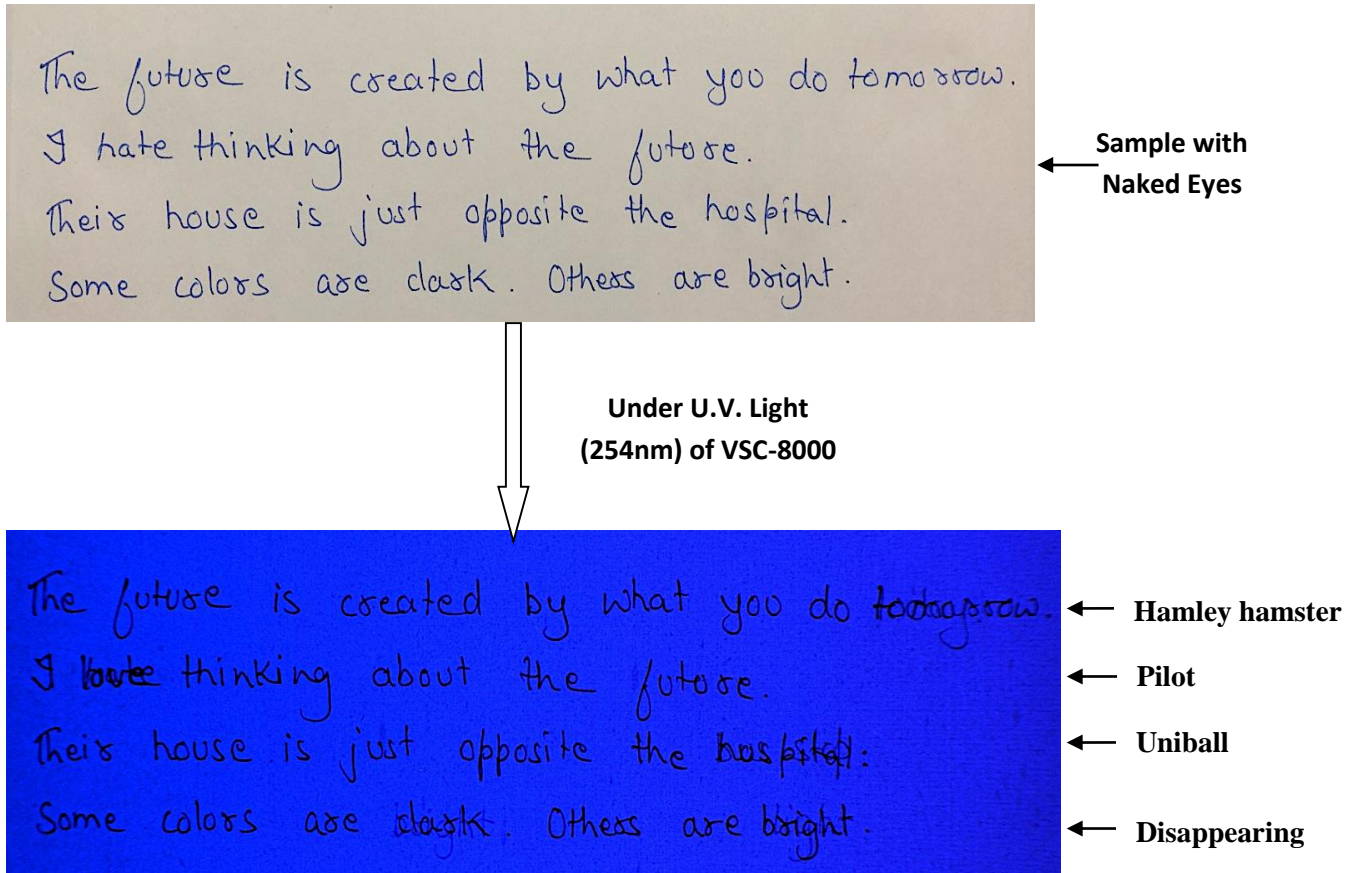 The future is created by what you do tomorrow.
I hate thinking about the future.
Their house is just opposite the hospital.
Some colors are dark. Others are bright.
Sample with
Naked Eyes
Under U.V. Light
(254nm) of VSC-8000
The future is created by what you do
Hamley hamster
I thinking about the future.
Pilot
Their house is just opposite the
Uniball
Some colors are . Others are bright.
Disappearing